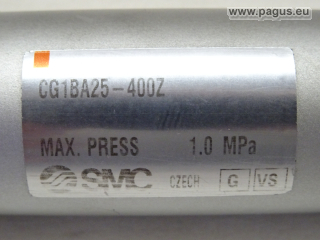 © www.pagus.eu
CG1BA25-400Z
MAX. PRESS 1.0 MPa
SMC CZECH G VS